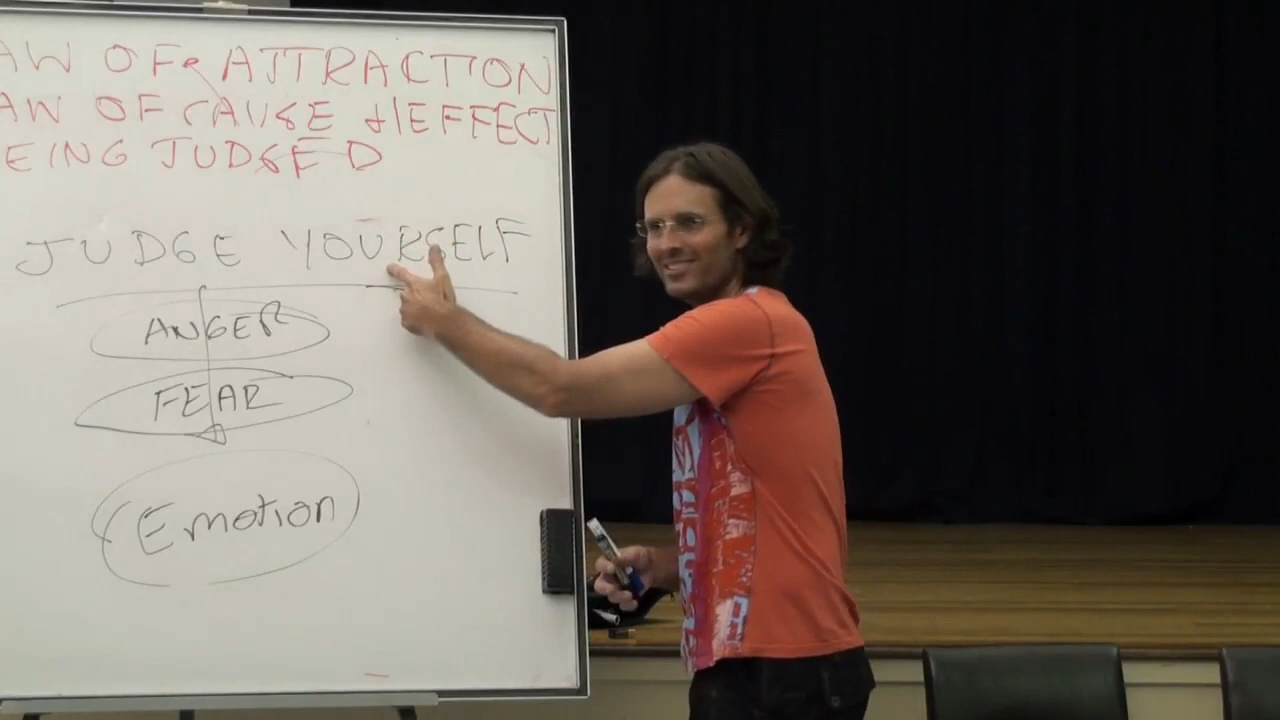 AW OF ATTRACTION
AW OF CAUSE + EFFECT
EING JUDGED
JUDGE YOURSELF
ANGER
FEAR
Emotion